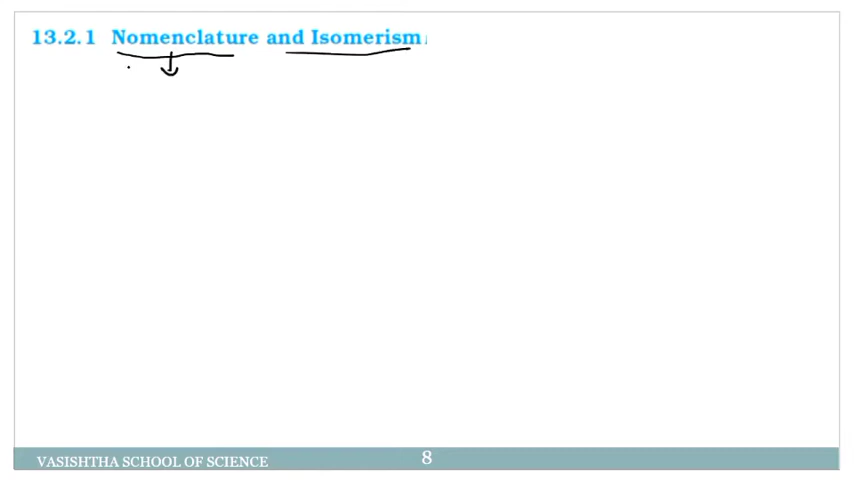 13.2.1 Nomenclature and Isomerism
VASISHTHA SCHOOL OF SCIENCE
8